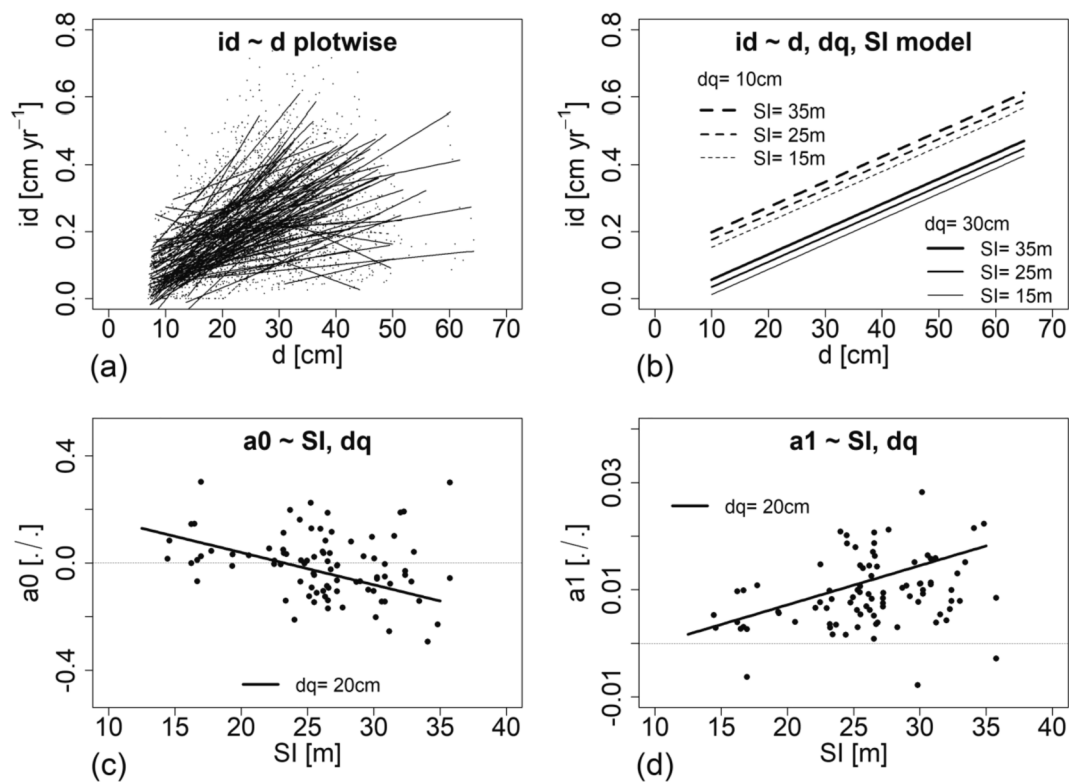 id ~ d plotwise
0.8
0.6
0.4
0.2
0.0
id [cm yr⁻¹]
0 10 20 30 40 50 60 70
d [cm]
(a)
id ~ d, dq, SI model
dq= 10cm
SI= 35m
SI= 25m
SI= 15m
dq= 30cm
SI= 35m
SI= 25m
SI= 15m
0.8
0.6
0.4
0.2
0.0
id [cm yr⁻¹]
0 10 20 30 40 50 60 70
d [cm]
(b)
a0 ~ SI, dq
0.4
0.0
-0.4
a0 [./.]
dq= 20cm
10 15 20 25 30 35 40
SI [m]
(c)
a1 ~ SI, dq
dq= 20cm
0.03
0.01
-0.01
a1 [./.]
10 15 20 25 30 35 40
SI [m]
(d)